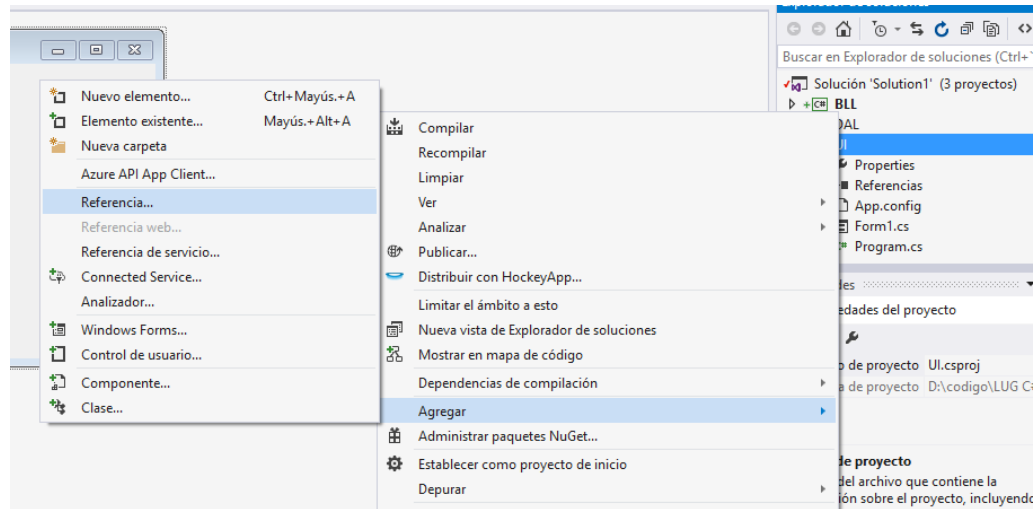 Buscar en Explorador de soluciones (Ctrl+
Solución 'Solution1' (3 proyectos)
C# BLL
DAL
UI
Properties
Referencias
App.config
Form1.cs
Program.cs
edades del proyecto
de proyecto UI.csproj
de proyecto D:\codigo\LUG C
de proyecto
del archivo que contiene la
ión sobre el proyecto, incluyendo
Nuevo elemento... Ctrl+Mayús.+A
Elemento existente... Mayús.+Alt+A
Nueva carpeta
Azure API App Client...
Referencia...
Referencia web...
Referencia de servicio...
Connected Service...
Analizador...
Windows Forms...
Control de usuario...
Componente...
Clase...
Compilar
Recompilar
Limpiar
Ver
Analizar
Publicar...
Distribuir con HockeyApp...
Limitar el ámbito a esto
Nueva vista de Explorador de soluciones
Mostrar en mapa de código
Dependencias de compilación
Agregar
Administrar paquetes NuGet...
Establecer como proyecto de inicio
Depurar